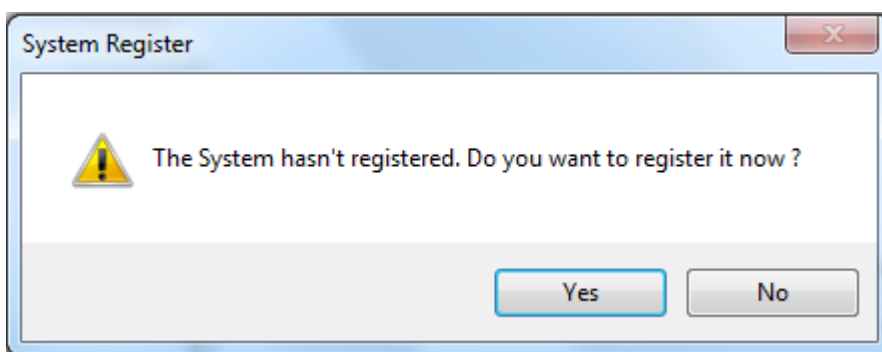 System Register
The System hasn't registered. Do you want to register it now ?
Yes
No